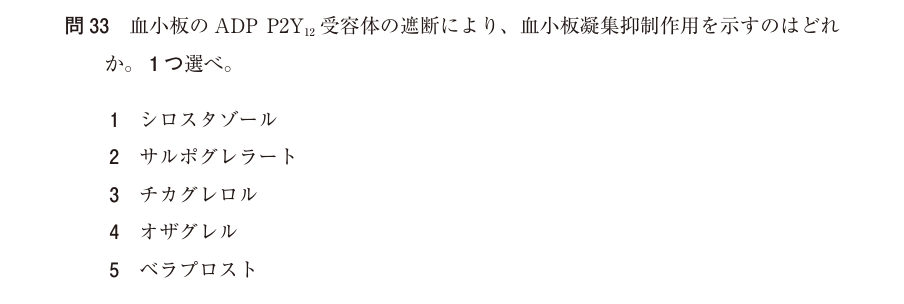 問 33 血小板の ADP P2Y₁₂ 受容体の遮断により、血小板凝集抑制作用を示すのはどれ
か。1つ選べ。
1 シロスタゾール
2 サルポグレラート
3 チカグレロル
4 オザグレル
5 ベラプロスト